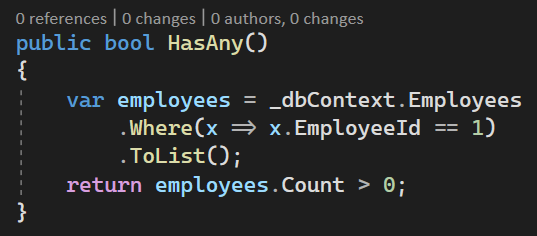 0 references | 0 changes | 0 authors, 0 changes
public bool HasAny()
{
    var employees = _dbContext.Employees
        .Where(x => x.EmployeeId == 1)
        .ToList();
    return employees.Count > 0;
}